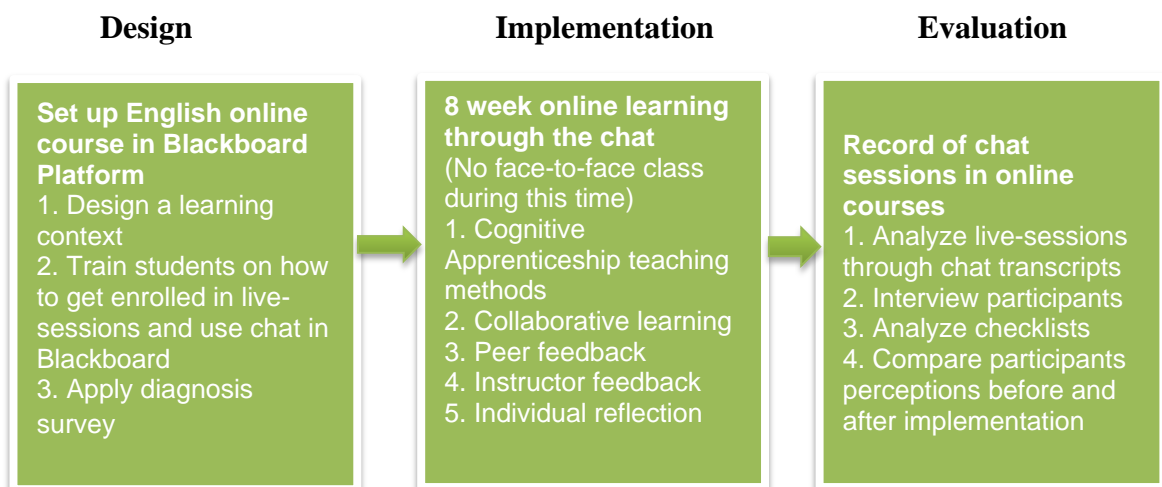 Design
Implementation
Evaluation
Set up English online
course in Blackboard
Platform
1. Design a learning
context
2. Train students on how
to get enrolled in live-
sessions and use chat in
Blackboard
3. Apply diagnosis
survey
8 week online learning
through the chat
(No face-to-face class
during this time)
1. Cognitive
Apprenticeship teaching
methods
2. Collaborative learning
3. Peer feedback
4. Instructor feedback
5. Individual reflection
Record of chat
sessions in online
courses
1. Analyze live-sessions
through chat transcripts
2. Interview participants
3. Analyze checklists
4. Compare participants
perceptions before and
after implementation